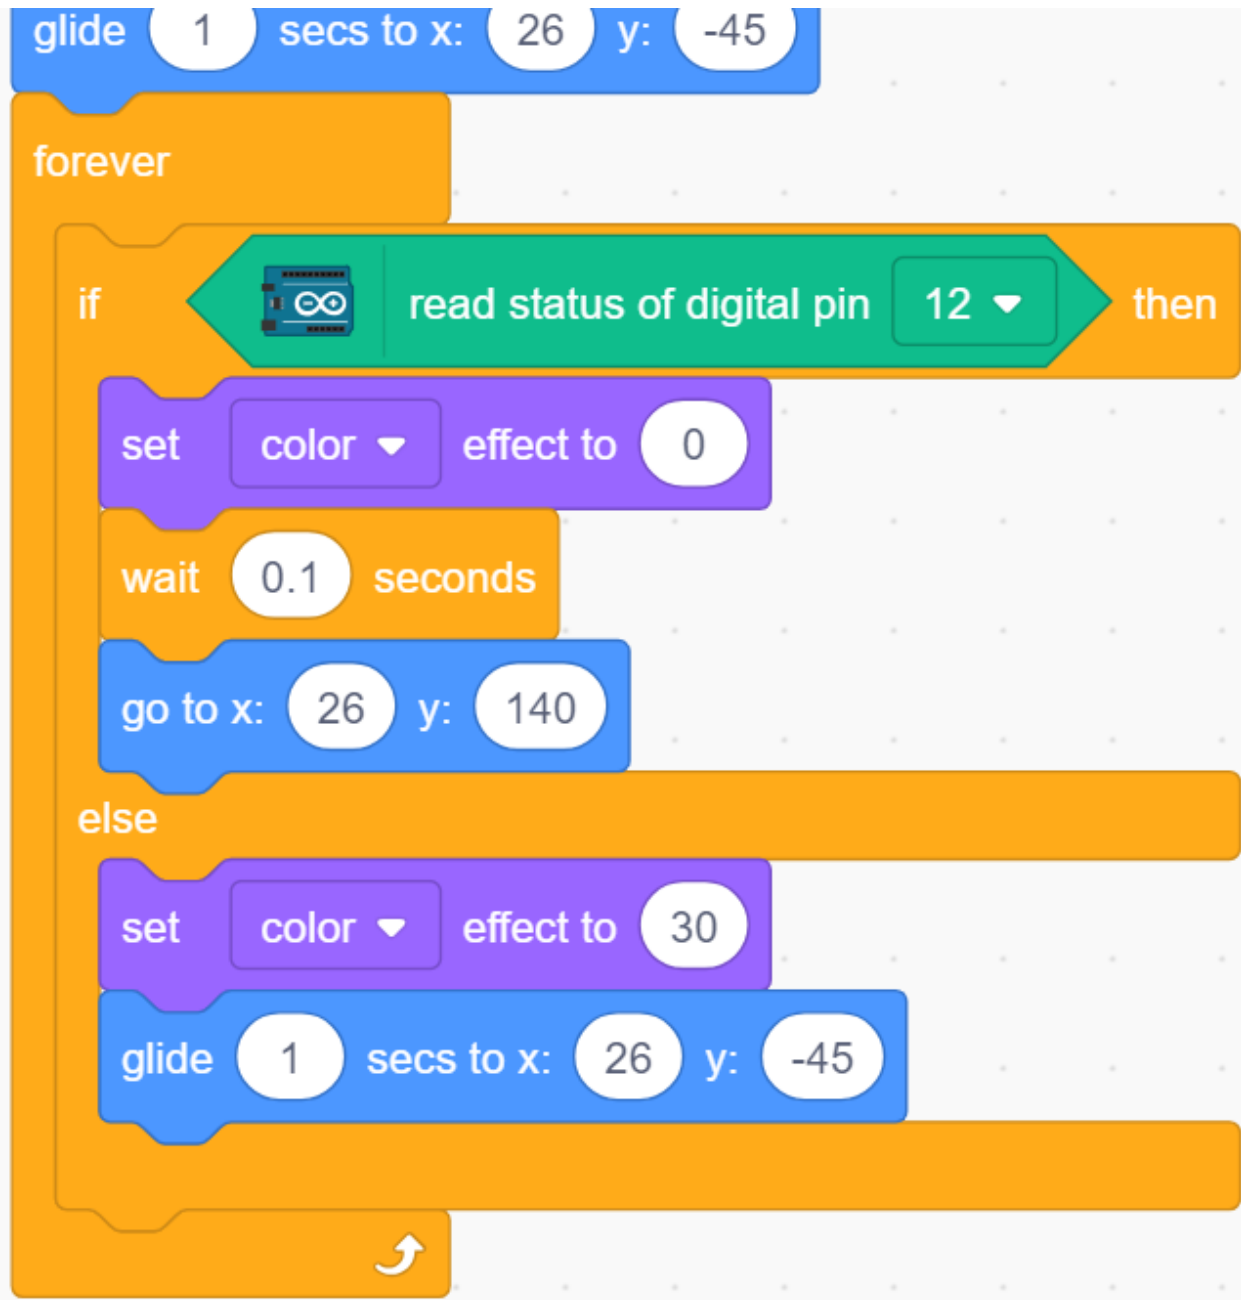 glide 1 secs to x: 26 y: -45
forever
if read status of digital pin 12 then
set color effect to 0
wait 0.1 seconds
go to x: 26 y: 140
else
set color effect to 30
glide 1 secs to x: 26 y: -45